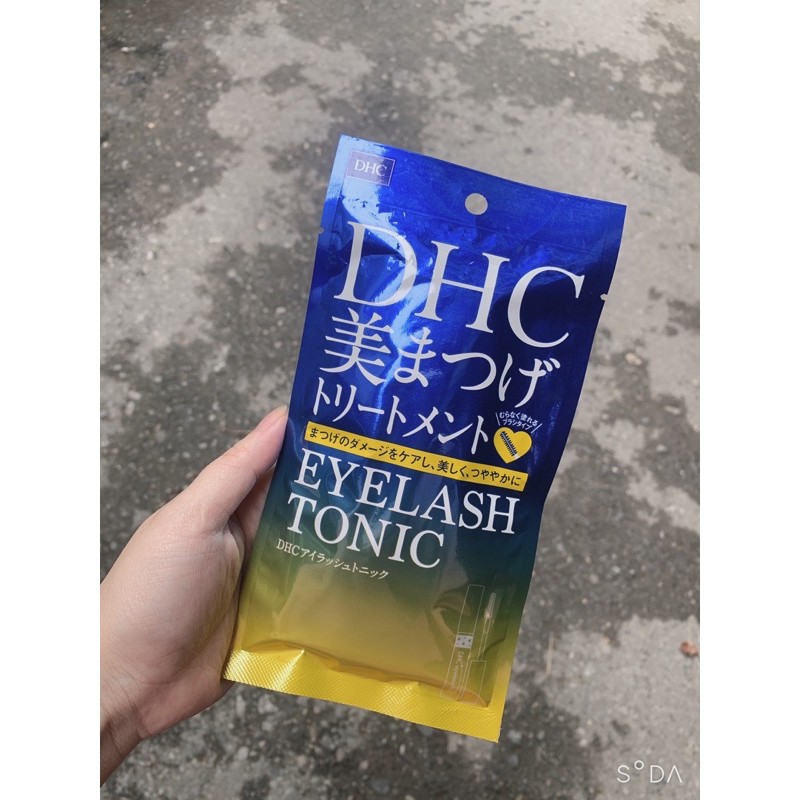 DHC
DHC
美まつげ
トリートメント
むらなく塗れる
ブラシタイプ
まつげのダメージをケアし、美しく、つややかに
EYELASH
TONIC
DHCアイラッシュトニック
SODA